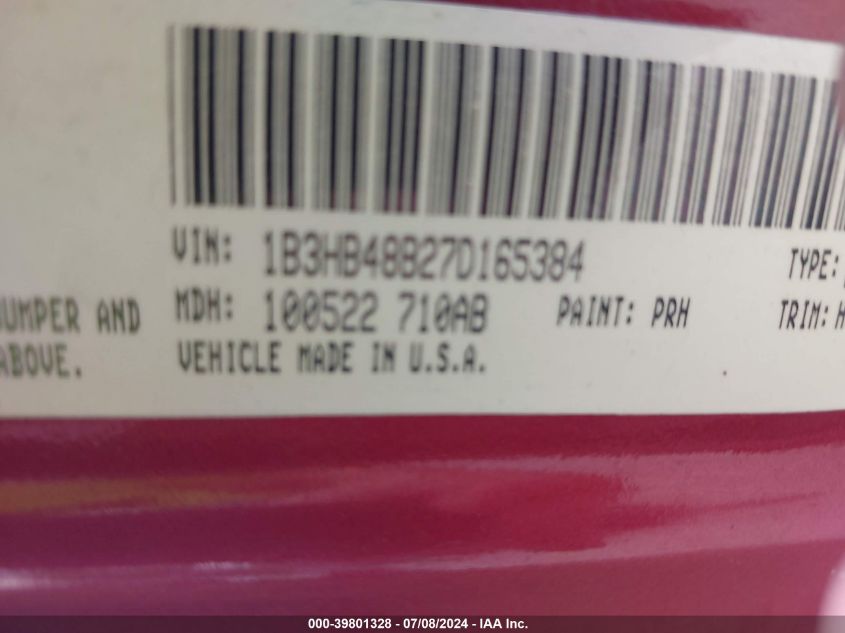 VIN: 1B3HB48B27D165384 TYPE:
BUMPER AND MDH: 100522 710AB PAINT: PRH TRIM: H
ABOVE. VEHICLE MADE IN U.S.A.
000-39801328 - 07/08/2024 - IAA Inc.